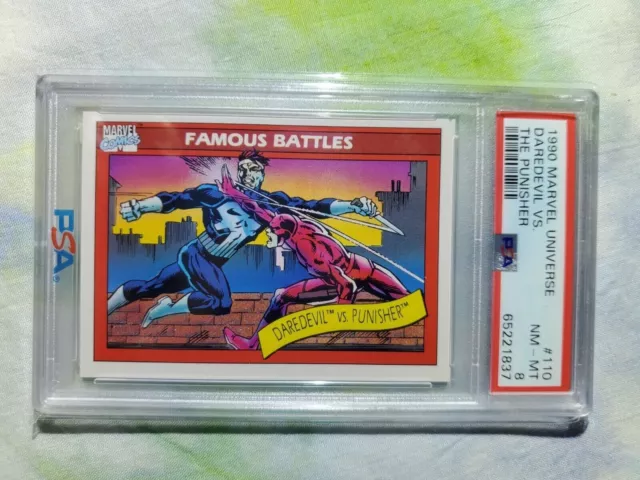 MARVEL
COMICS
FAMOUS BATTLES
DAREDEVIL™ VS. PUNISHER™
PSA®
1990 MARVEL UNIVERSE
DAREDEVIL VS.
THE PUNISHER
#110
NM - MT
8
65221837
PSA